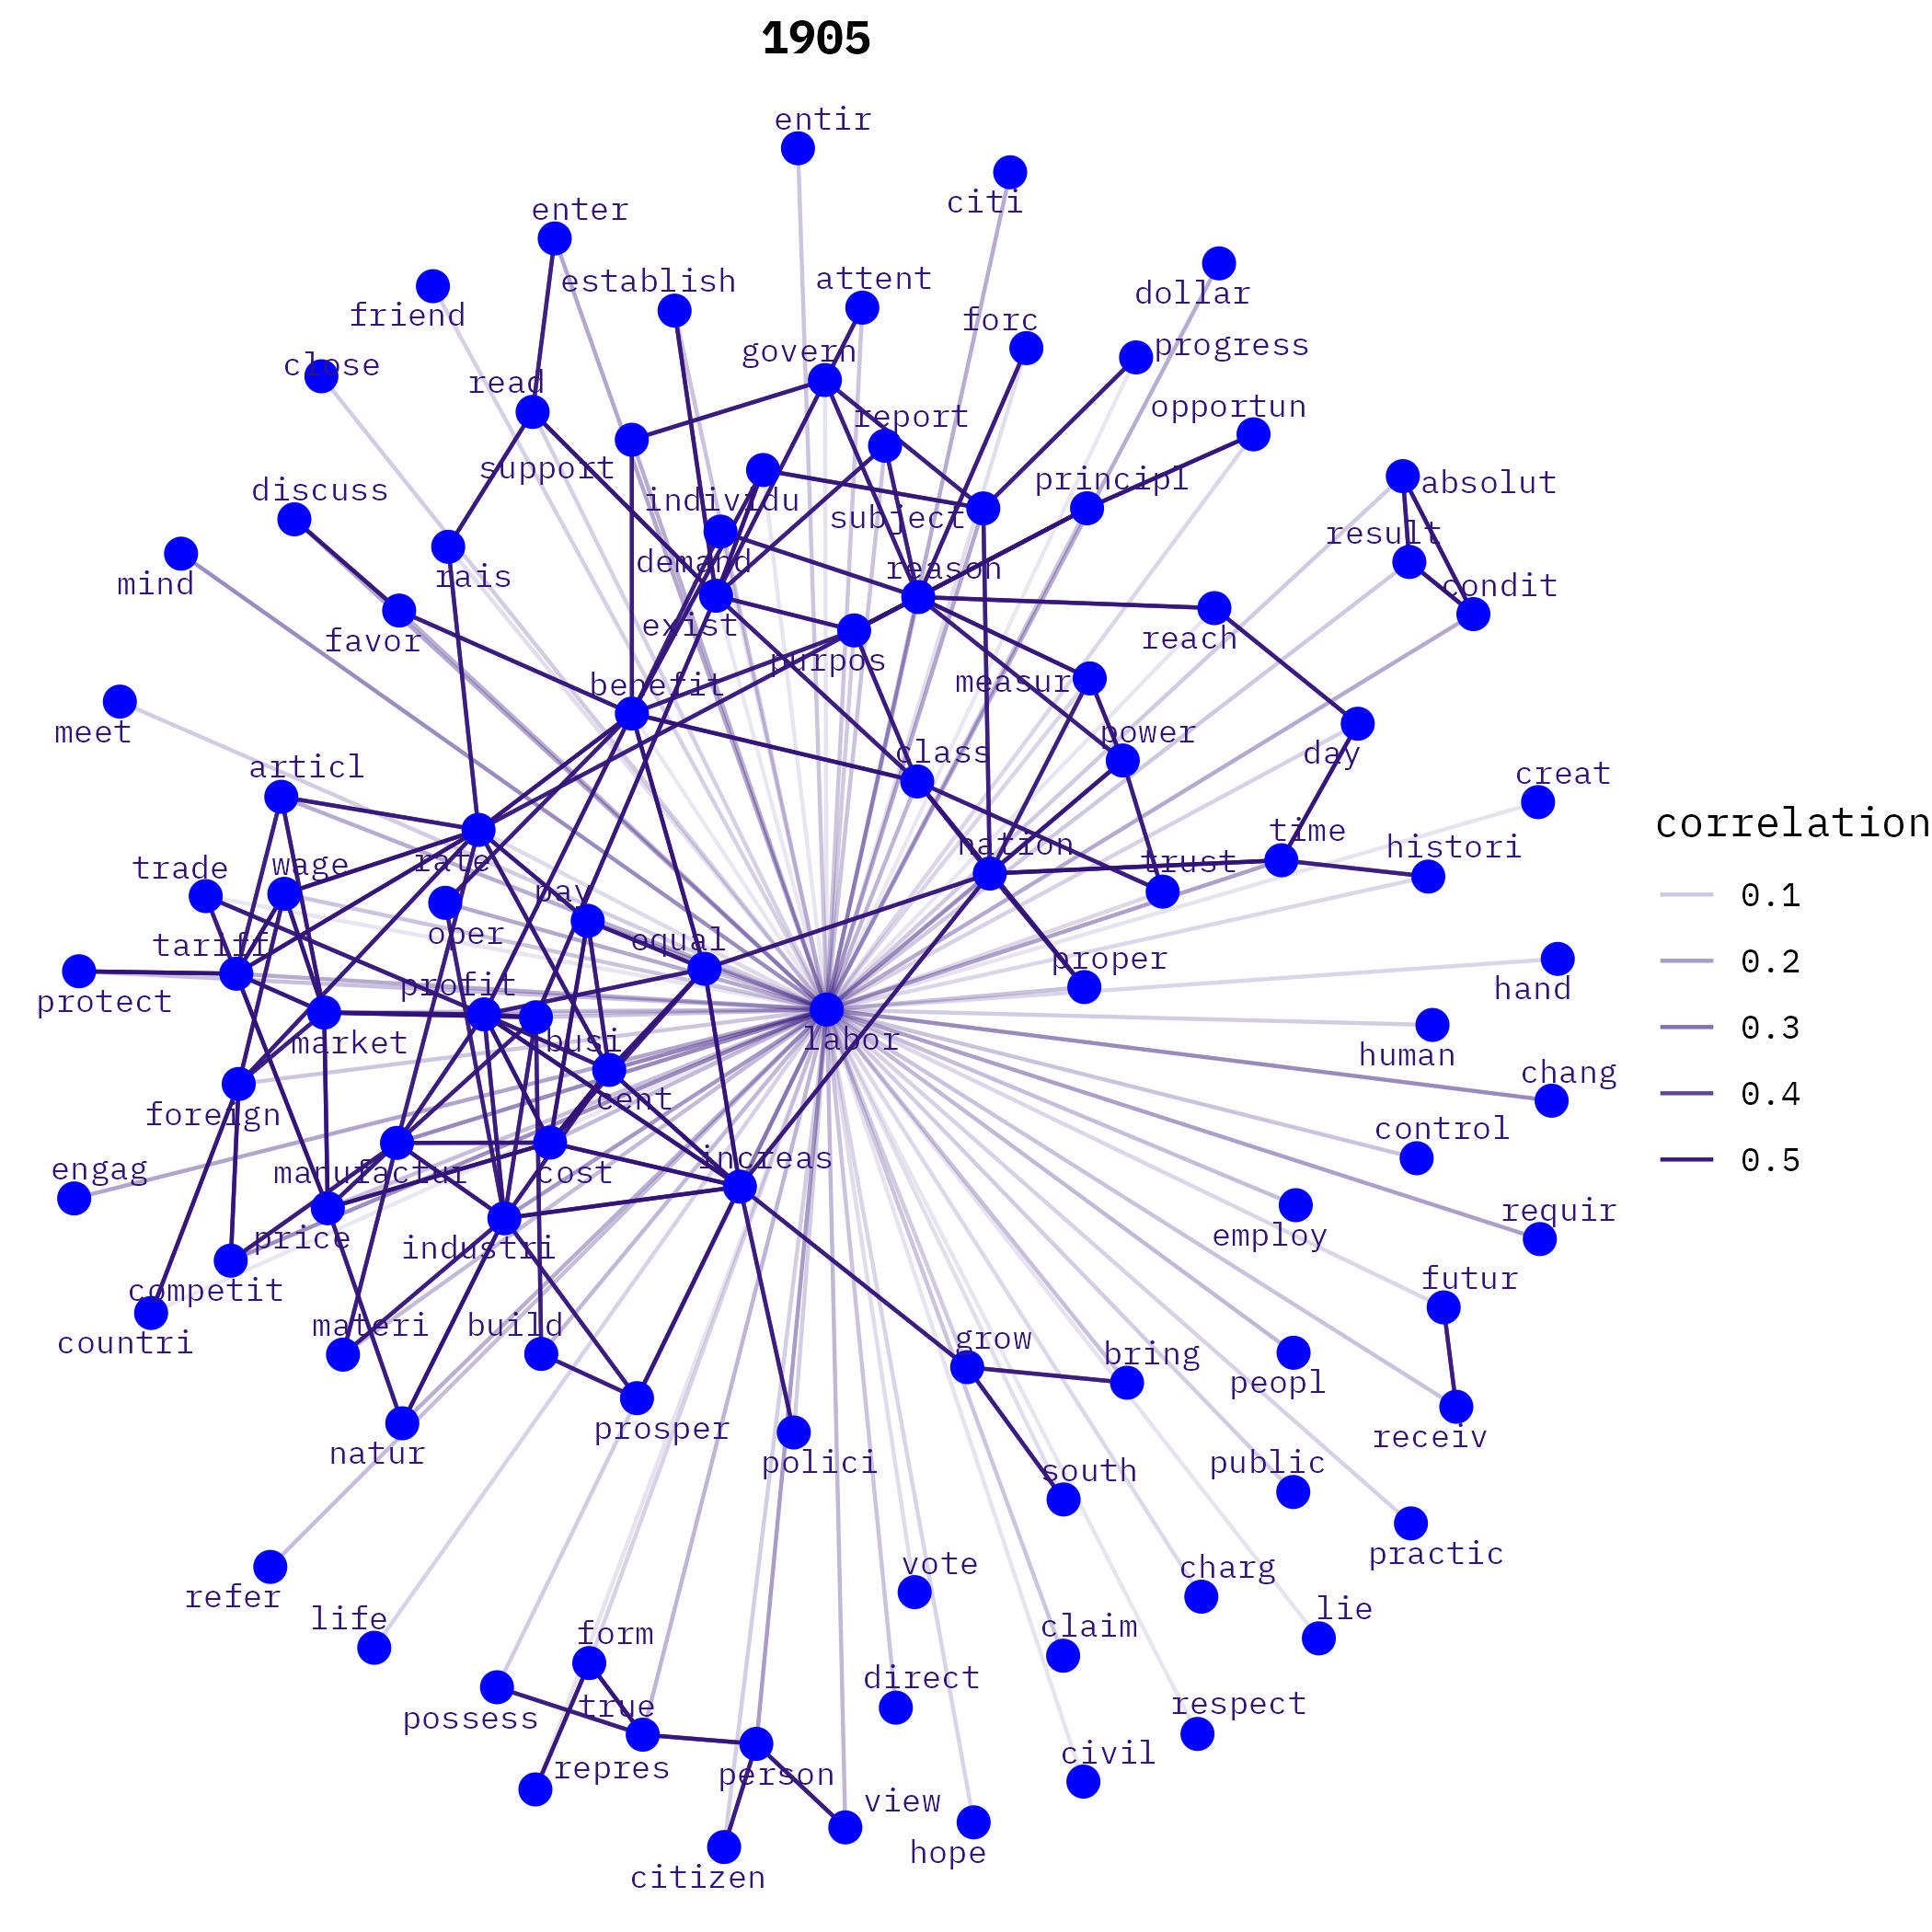 1905
entir
citi
enter
establish
attent
dollar
friend
forc
progress
govern
close
read
report
opportun
support
principl
absolut
discuss
individu
subject
result
demand
reason
condit
mind
rais
exist
reach
favor
purpos
measur
benefit
power
meet
class
day
articl
creat
time
histori
correlation
trade
wage
rate
nation
trust
pay
0.1
oper
equal
tariff
proper
0.2
protect
profit
hand
market
busi
labor
0.3
human
chang
foreign
cent
0.4
control
engag
manufactur
cost
increas
0.5
requir
price
industri
employ
competit
futur
countri
materi
build
grow
bring
peopl
natur
prosper
polici
receiv
south
public
vote
charg
practic
refer
life
form
claim
lie
direct
possess
true
respect
repres
person
civil
view
hope
citizen